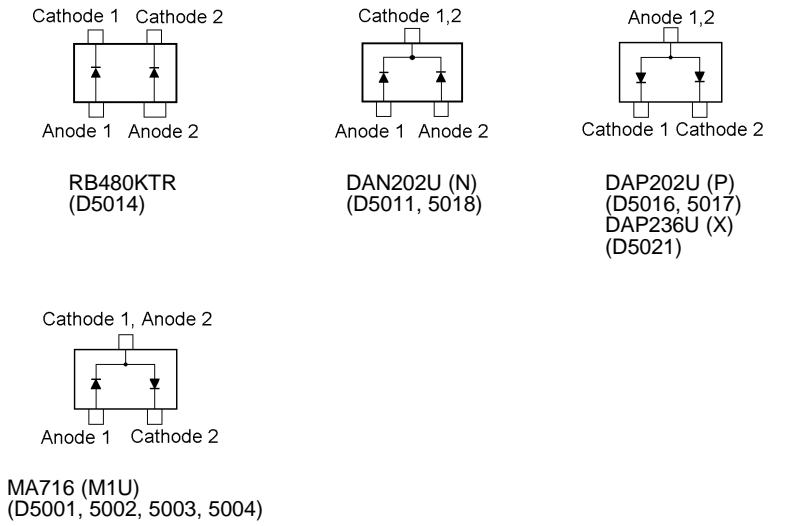 Cathode 1 Cathode 2
Anode 1 Anode 2
RB480KTR
(D5014)
Cathode 1,2
Anode 1 Anode 2
DAN202U (N)
(D5011, 5018)
Anode 1,2
Cathode 1 Cathode 2
DAP202U (P)
(D5016, 5017)
DAP236U (X)
(D5021)
Cathode 1, Anode 2
Anode 1 Cathode 2
MA716 (M1U)
(D5001, 5002, 5003, 5004)